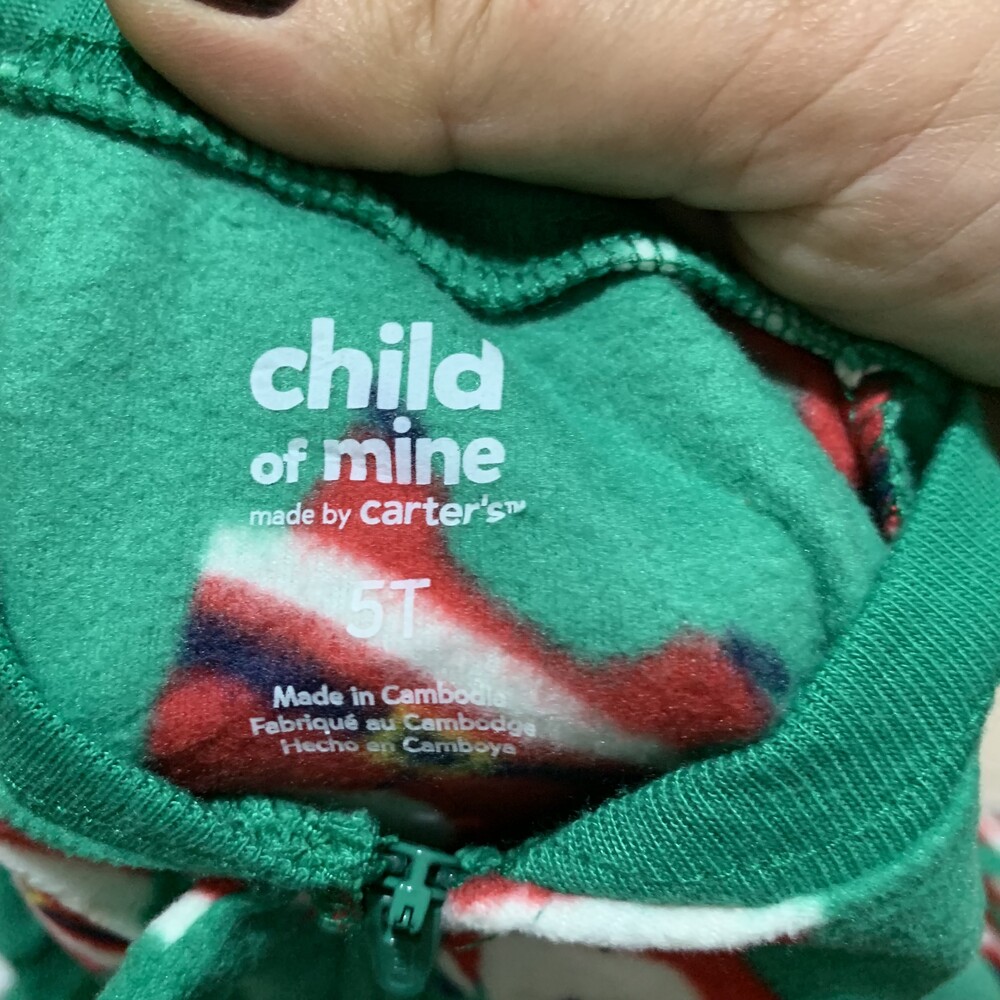 child
of mine
made by carter's™
5T
Made in Cambodia
Fabriqué au Cambodge
Hecho en Camboya